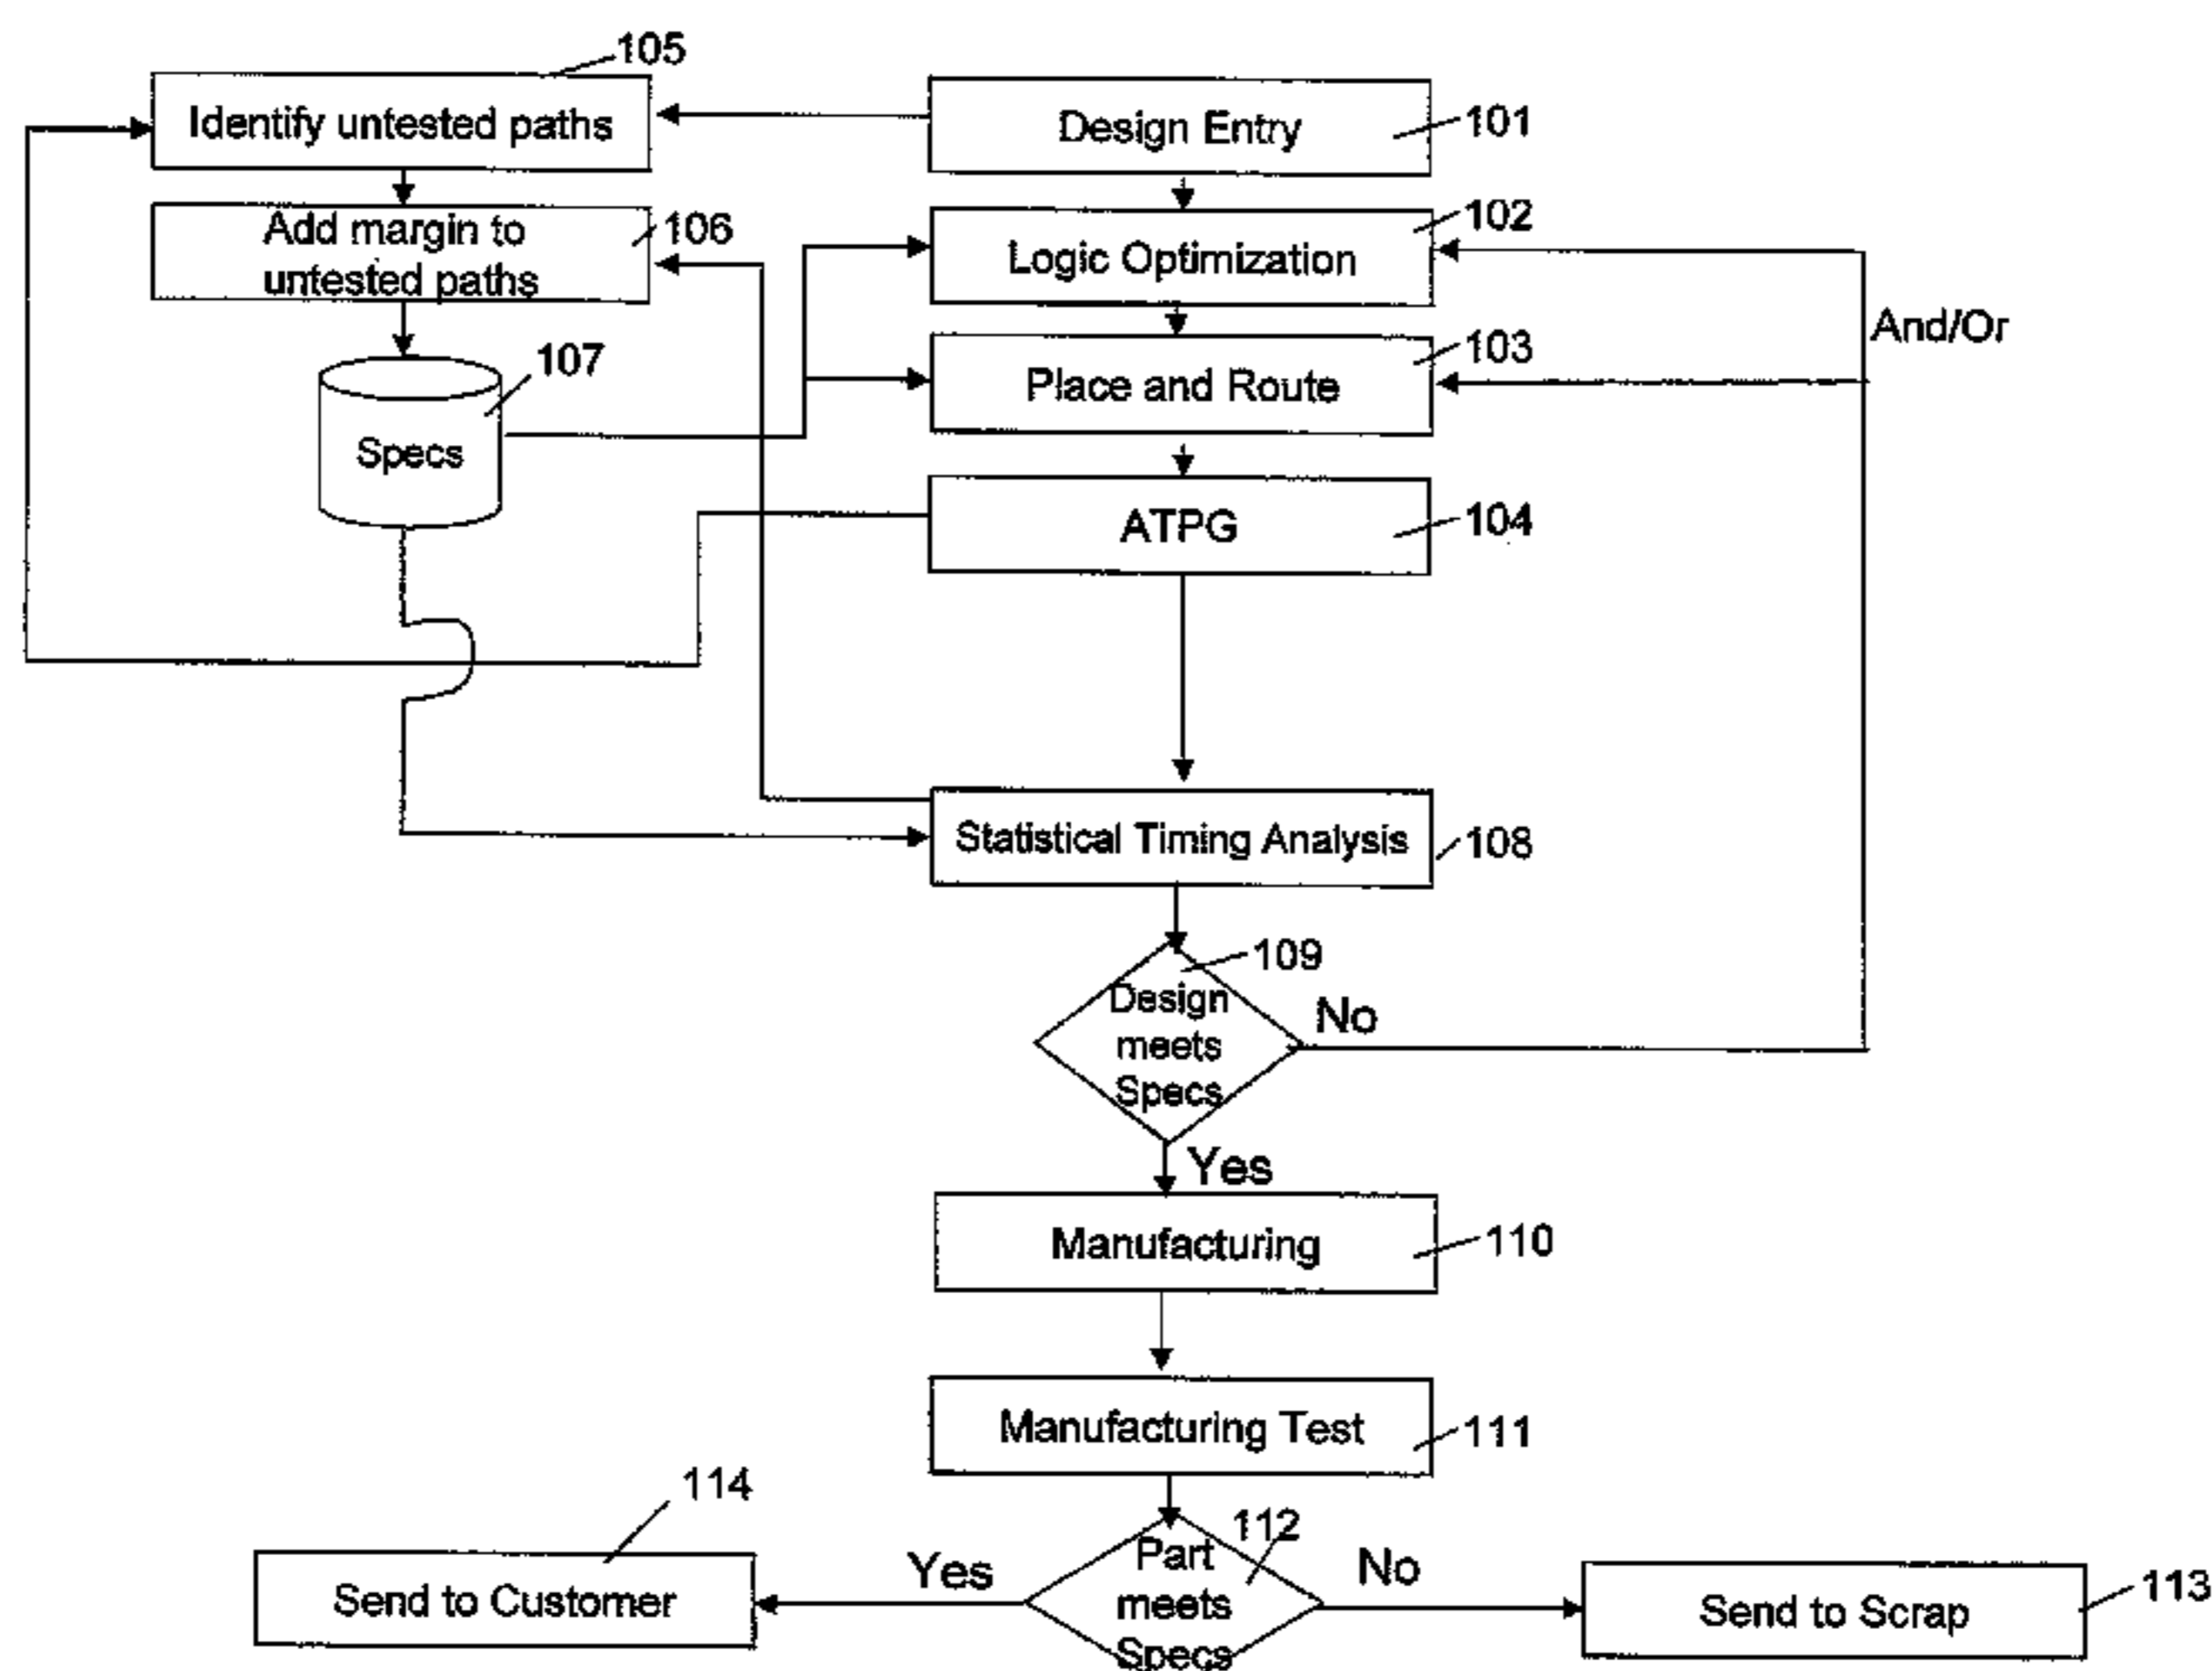 105
Identify untested paths
Design Entry
101
Add margin to
untested paths
106
Logic Optimization
102
And/Or
107
Specs
Place and Route
103
ATPG
104
Statistical Timing Analysis
108
109
Design
meets
Specs
No
Yes
Manufacturing
110
Manufacturing Test
111
114
Send to Customer
Yes
112
Part
meets
Specs
No
Send to Scrap
113